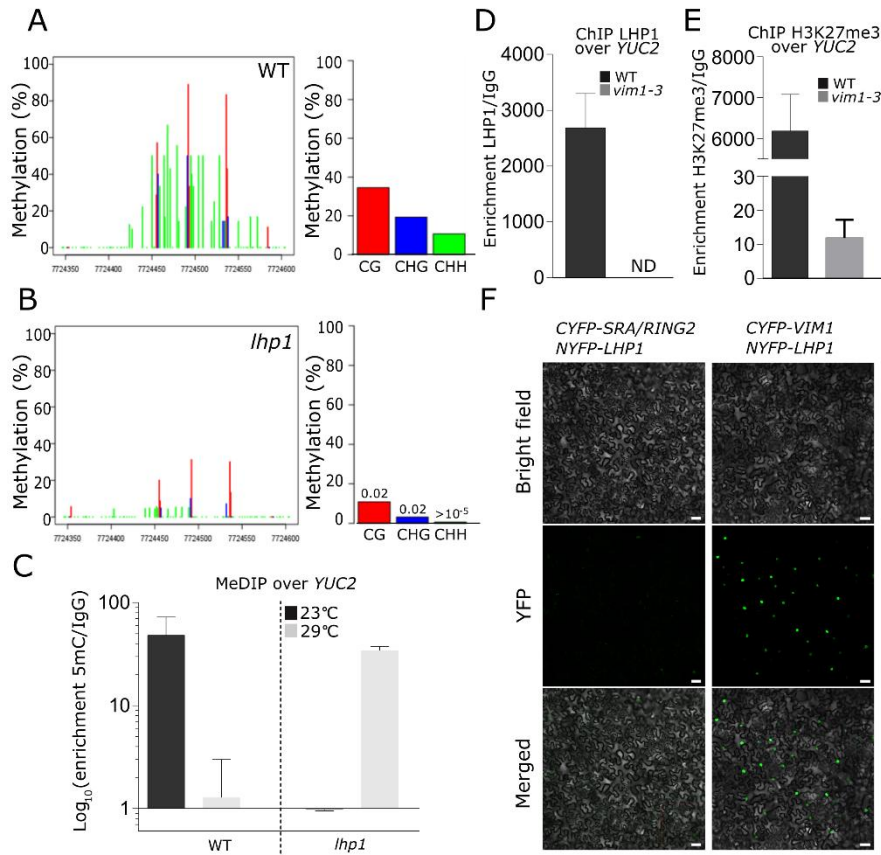 A
WT
Methylation (%)
100
80
60
40
20
0
7724350 7724400 7724450 7724500 7724550 7724600
Methylation (%)
100
80
60
40
20
0
CG CHG CHH
B
lhp1
Methylation (%)
100
80
60
40
20
0
7724350 7724400 7724450 7724500 7724550 7724600
Methylation (%)
100
80
60
40
20
0
0.02 0.02 >10-5
CG CHG CHH
C
MeDIP over YUC2
23°C
29°C
Log10(enrichment 5mC/IgG)
100
10
1
WT lhp1
D
ChIP LHP1
over YUC2
WT
vim1-3
Enrichment LHP1/IgG
4000
3000
2000
1000
0
ND
E
ChIP H3K27me3
over YUC2
WT
vim1-3
Enrichment H3K27me3/IgG
8000
7000
6000
30
20
10
0
F
CYFP-SRA/RING2 CYFP-VIM1
NYFP-LHP1 NYFP-LHP1
Bright field
YFP
Merged